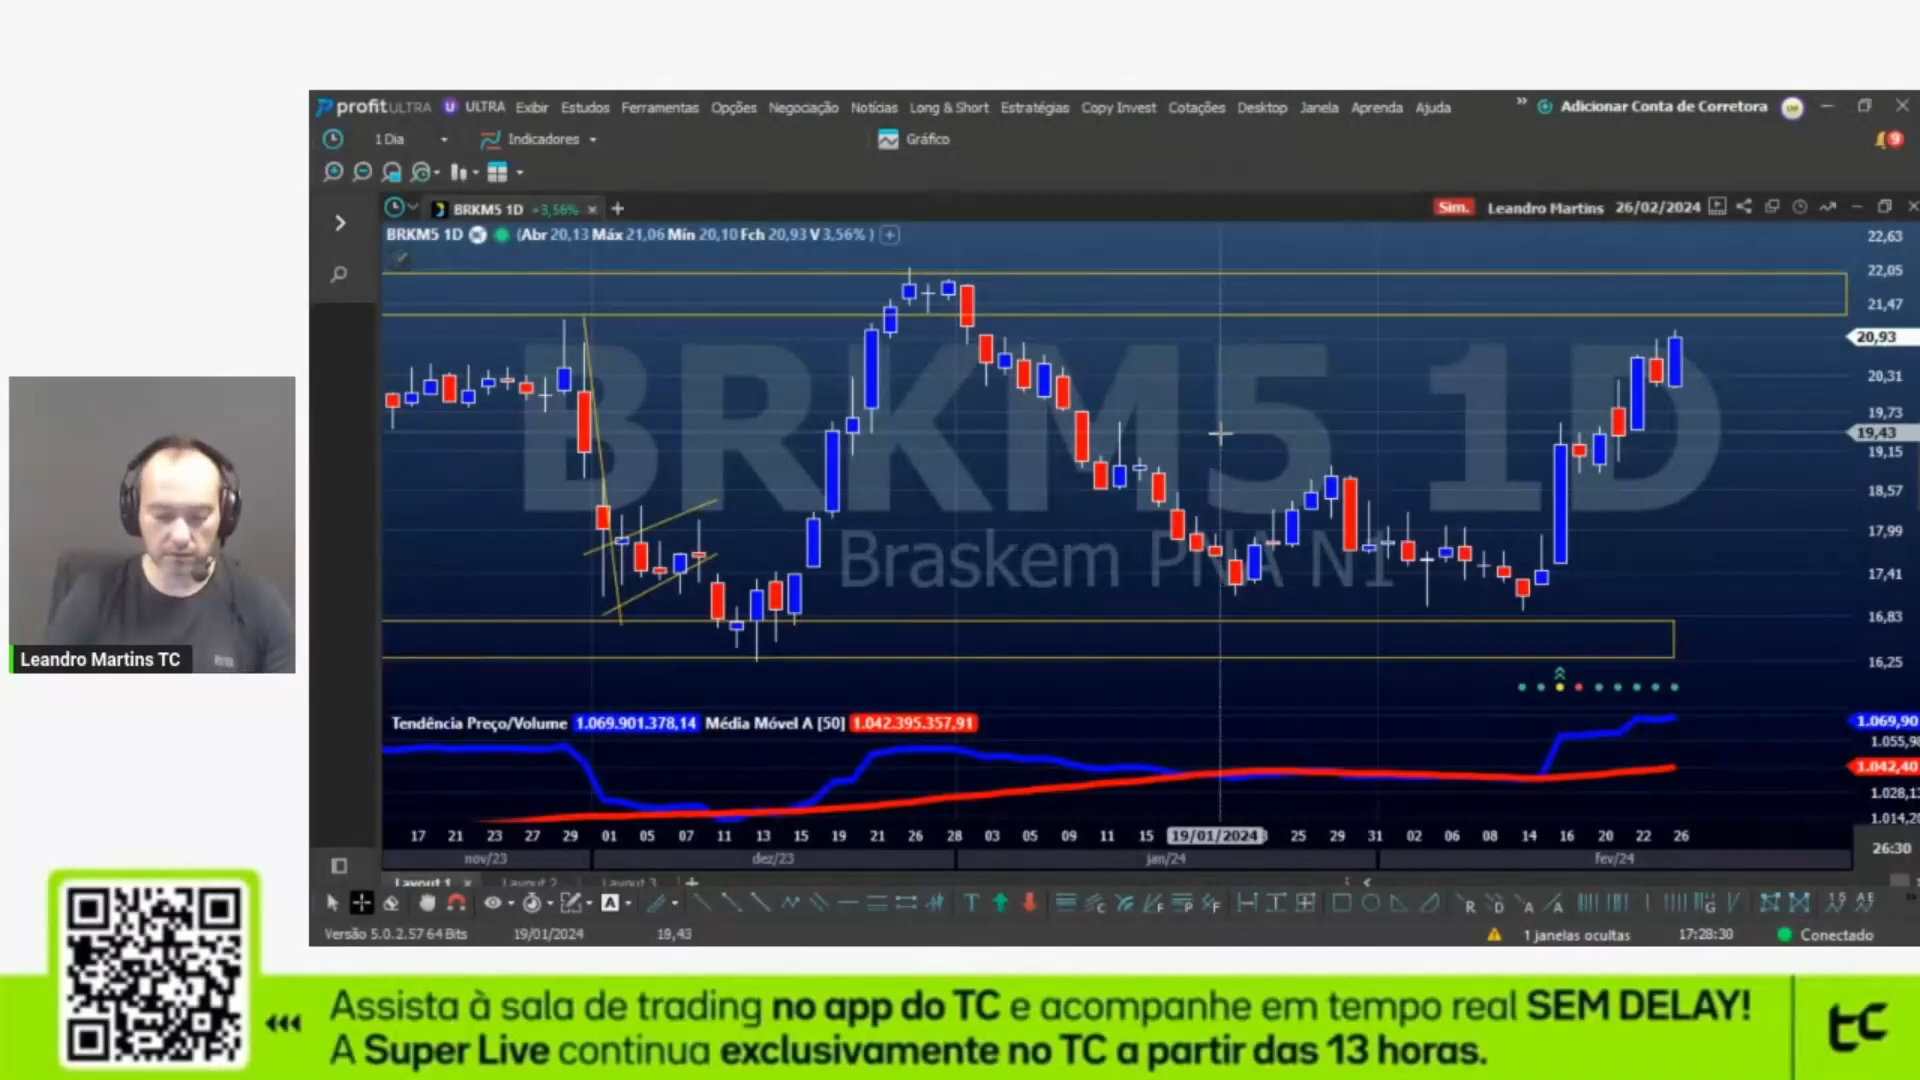 profit ULTRA U ULTRA Exibir Estudos Ferramentas Opções Negociação Notícias Long & Short Estratégias Copy Invest Cotações Desktop Janela Aprenda Ajuda » Adicionar Conta de Corretora
1 Dia Indicadores Gráfico 9
BRKM5 1D +3,56% × + Sim. Leandro Martins 26/02/2024
BRKM5 1D (Abr 20,13 Máx 21,06 Mín 20,10 Fch 20,93 V 3,56% )
22,63
22,05
21,47
20,93
20,31
19,73
19,43
19,15
18,57
17,99
17,41
16,83
16,25
BRKM5 1D
Braskem PNA N1
Leandro Martins TC
Tendência Preço/Volume 1.069.901.378,14 Média Móvel A [50] 1.042.395.357,91
1.069,90
1.055,98
1.042,40
1.028,13
1.014,20
17 21 23 27 29 01 05 07 11 13 15 19 21 26 28 03 05 09 11 15 19/01/2024 25 29 31 02 06 08 14 16 20 22 26
26:30
nov/23 dez/23 jan/24 fev/24
Layout 1 × Layout 2 Layout 3 +
Versão 5.0.2.57 64 Bits 19/01/2024 19,43 1 janelas ocultas 17:28:30 Conectado
Assista à sala de trading no app do TC e acompanhe em tempo real SEM DELAY!
A Super Live continua exclusivamente no TC a partir das 13 horas.
tc